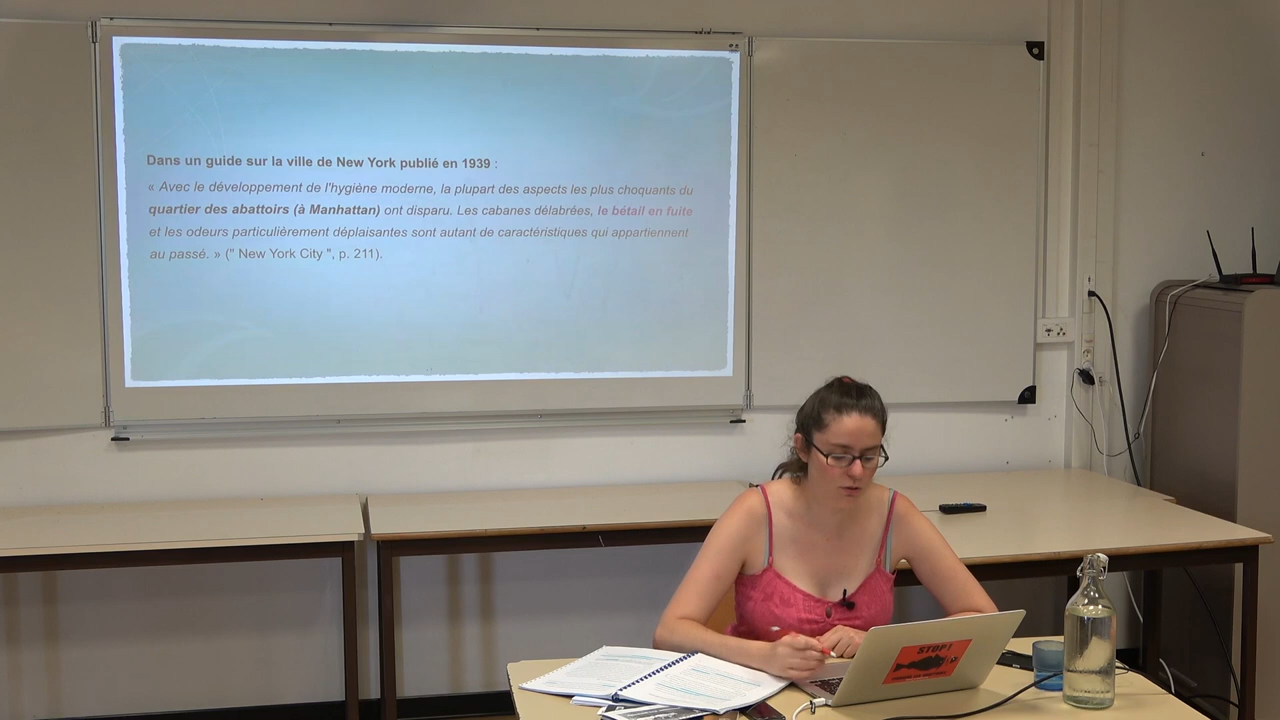 Dans un guide sur la ville de New York publié en 1939 :
« Avec le développement de l'hygiène moderne, la plupart des aspects les plus choquants du
quartier des abattoirs (à Manhattan) ont disparu. Les cabanes délabrées, le bétail en fuite
et les odeurs particulièrement déplaisantes sont autant de caractéristiques qui appartiennent
au passé. » (" New York City ", p. 211).
STOP !